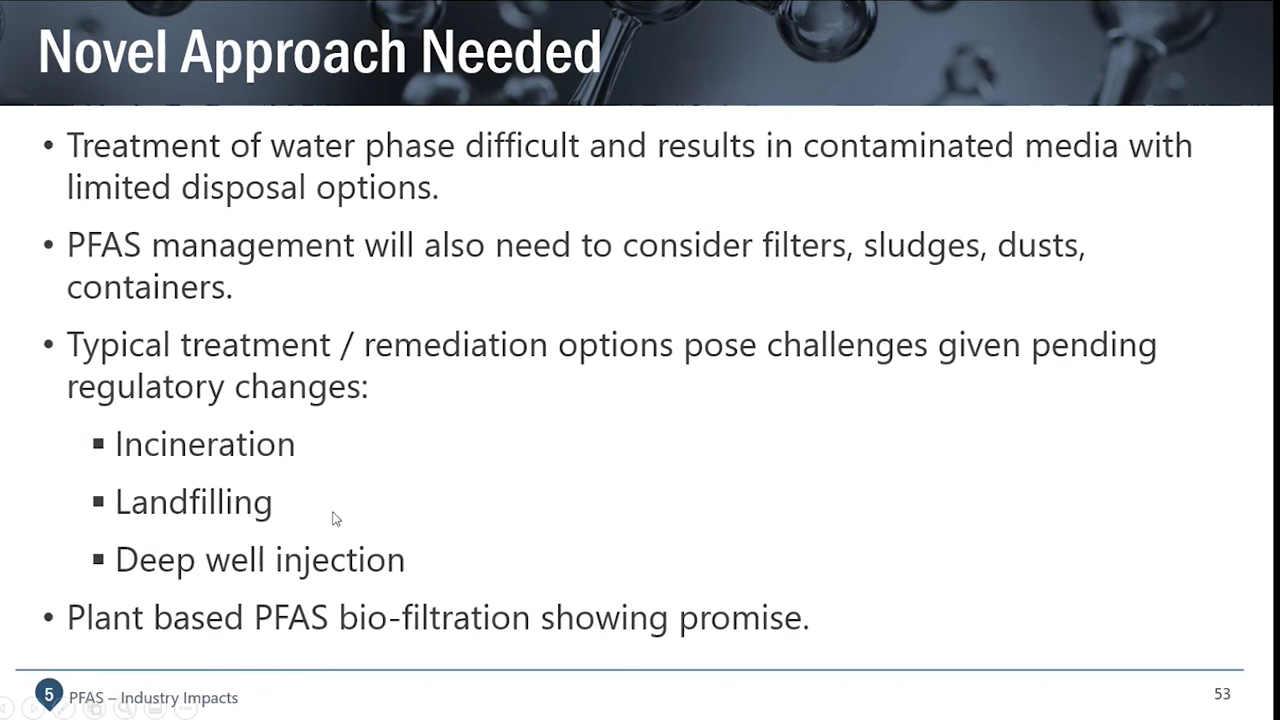 Novel Approach Needed
• Treatment of water phase difficult and results in contaminated media with
limited disposal options.
• PFAS management will also need to consider filters, sludges, dusts,
containers.
• Typical treatment / remediation options pose challenges given pending
regulatory changes:
▪ Incineration
▪ Landfilling
▪ Deep well injection
• Plant based PFAS bio-filtration showing promise.
5 PFAS – Industry Impacts
53